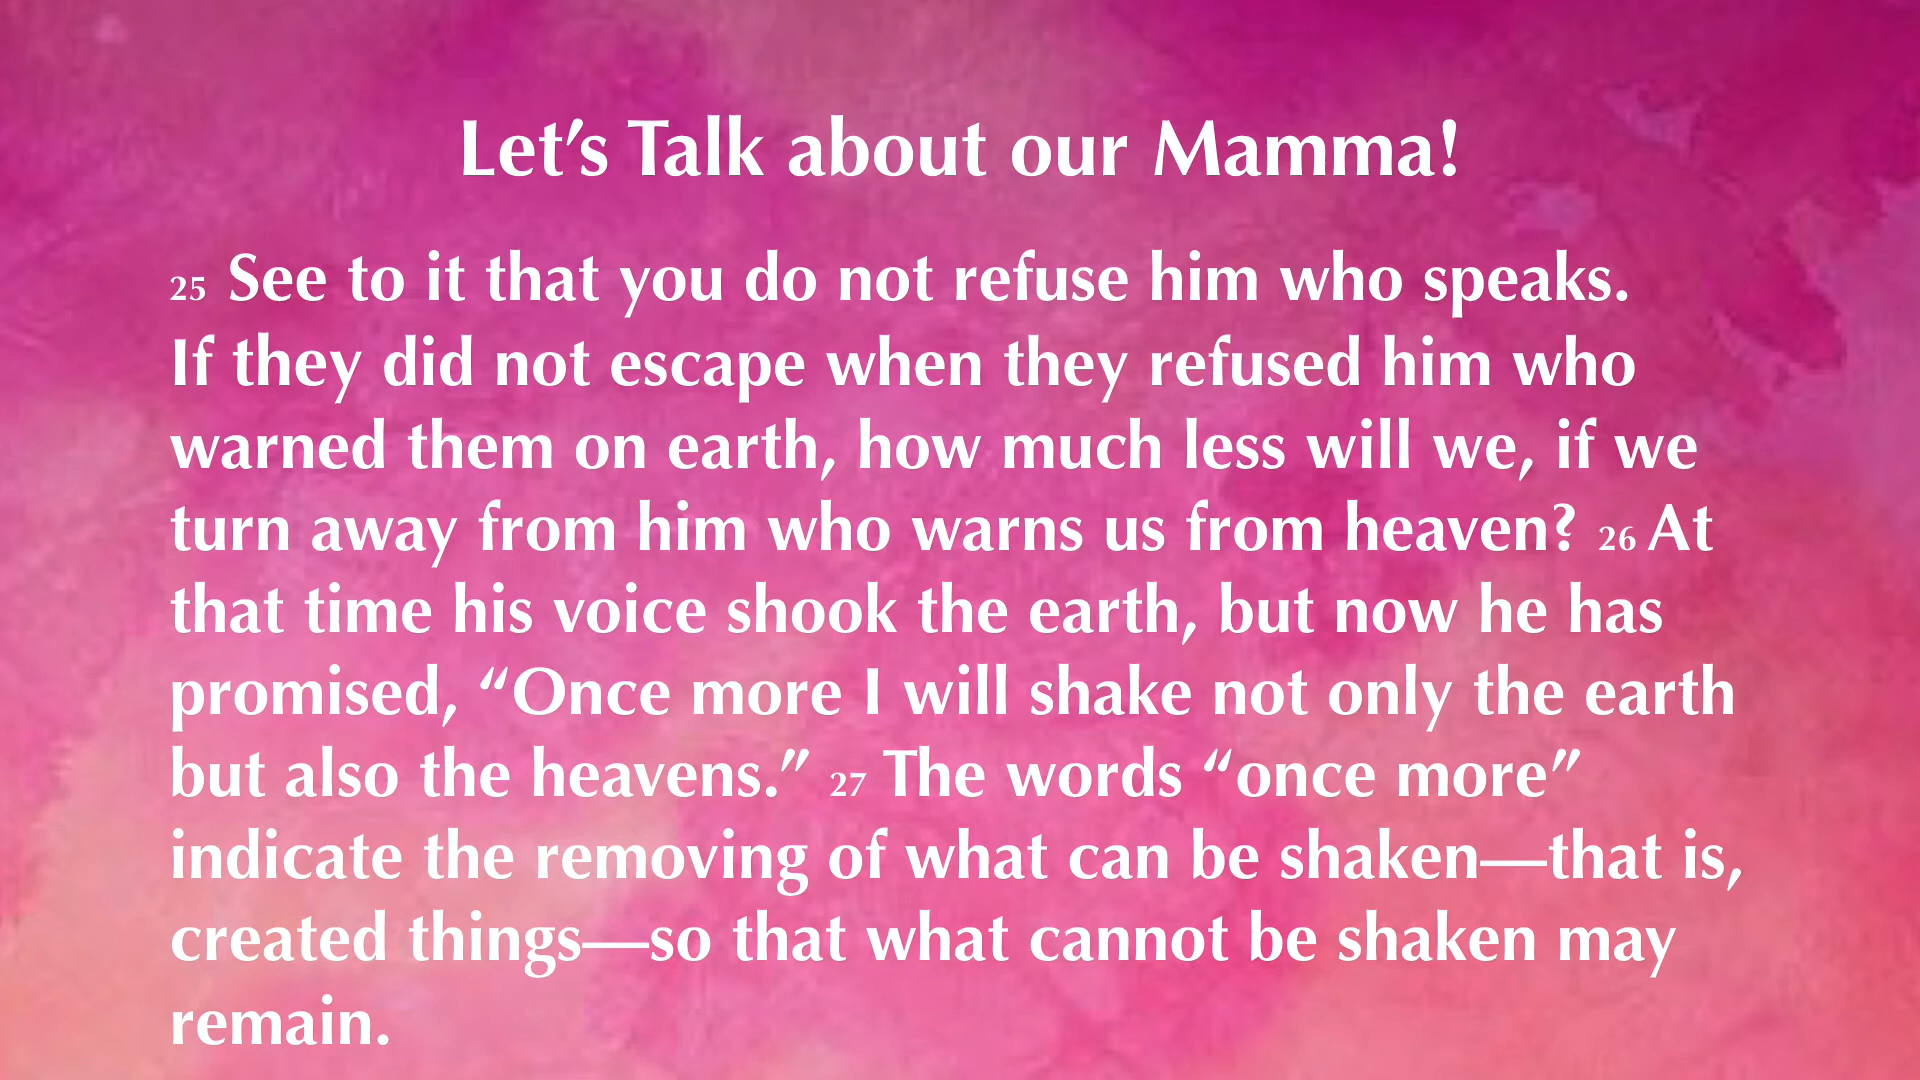 Let’s Talk about our Mamma!
25 See to it that you do not refuse him who speaks.
If they did not escape when they refused him who
warned them on earth, how much less will we, if we
turn away from him who warns us from heaven? 26 At
that time his voice shook the earth, but now he has
promised, “Once more I will shake not only the earth
but also the heavens.” 27 The words “once more”
indicate the removing of what can be shaken—that is,
created things—so that what cannot be shaken may
remain.